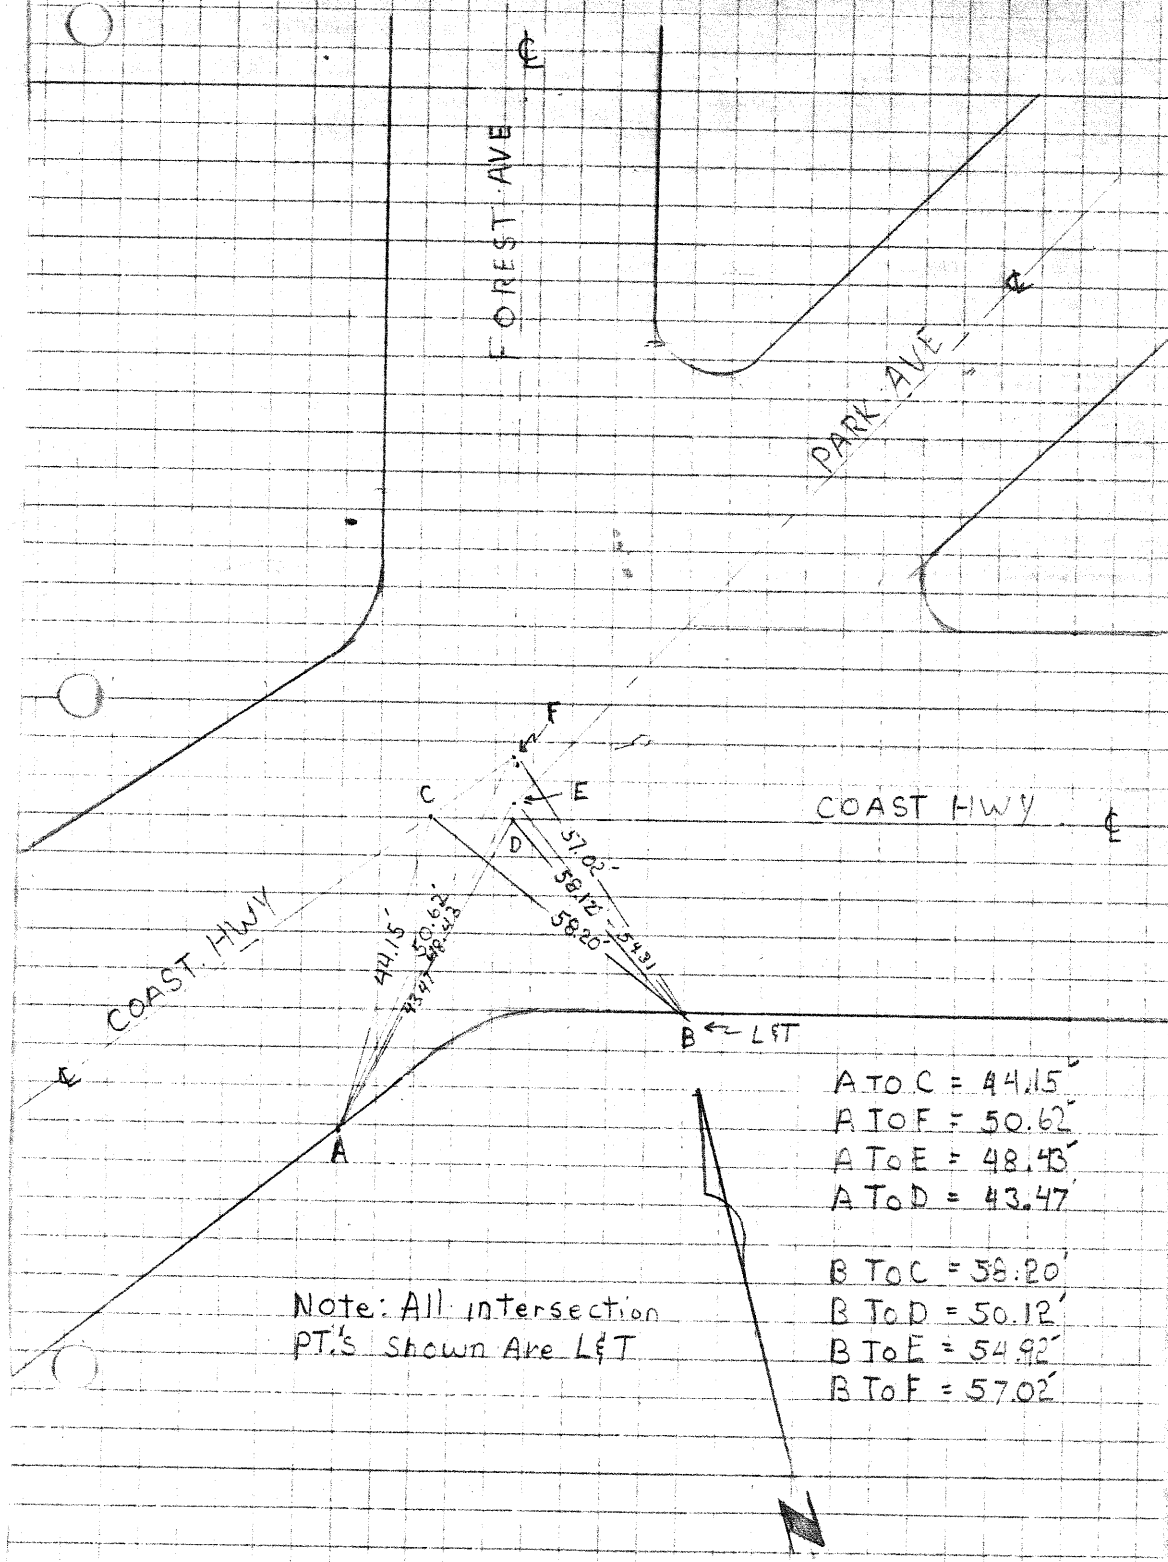 ℄
FOREST AVE
℄
PARK AVE
F
C
E
COAST HWY
℄
D
57.02'
58.12'
54.31
58.20'
44.15'
50.62'
48.43
43.47
COAST HWY
℄
B ← L&T
A
A TO C = 44.15'
A TO F = 50.62'
A TO E = 48.43'
A TO D = 43.47'
B TO C = 58.20'
B TO D = 50.12'
B TO E = 54.92'
B TO F = 57.02'
Note: All intersection
PT.'s Shown Are L&T
N